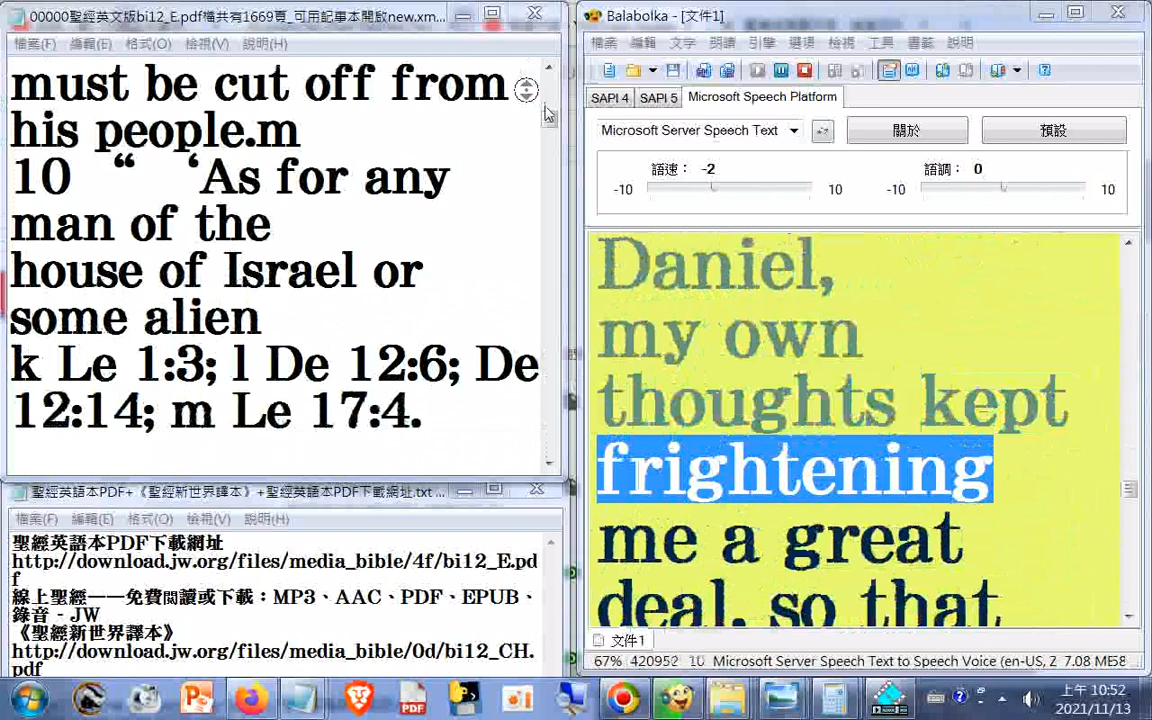 00000聖經英文版bi12_E.pdf檔共有1669頁_可用記事本開啟new.xm...
檔案(F) 編輯(E) 格式(O) 檢視(V) 說明(H)
must be cut off from
his people.m
10 “ ‘As for any
man of the
house of Israel or
some alien
k Le 1:3; l De 12:6; De
12:14; m Le 17:4.
聖經英語本PDF+《聖經新世界譯本》+聖經英語本PDF下載網址.txt ...
檔案(F) 編輯(E) 格式(O) 檢視(V) 說明(H)
聖經英語本PDF下載網址
http://download.jw.org/files/media_bible/4f/bi12_E.pd
f
線上聖經——免費閱讀或下載：MP3、AAC、PDF、EPUB、
錄音 - JW
《聖經新世界譯本》
http://download.jw.org/files/media_bible/0d/bi12_CH.
pdf
Balabolka - [文件1]
檔案 編輯 文字 朗讀 引擎 選項 檢視 工具 書籤 說明
SAPI 4 SAPI 5 Microsoft Speech Platform
Microsoft Server Speech Text 關於 預設
語速： -2 語調： 0
-10 10 -10 10
Daniel,
my own
thoughts kept
frightening
me a great
deal, so that
文件1
67% 420952 10 Microsoft Server Speech Text to Speech Voice (en-US, Z 7.08 ME58
上午 10:52
2021/11/13